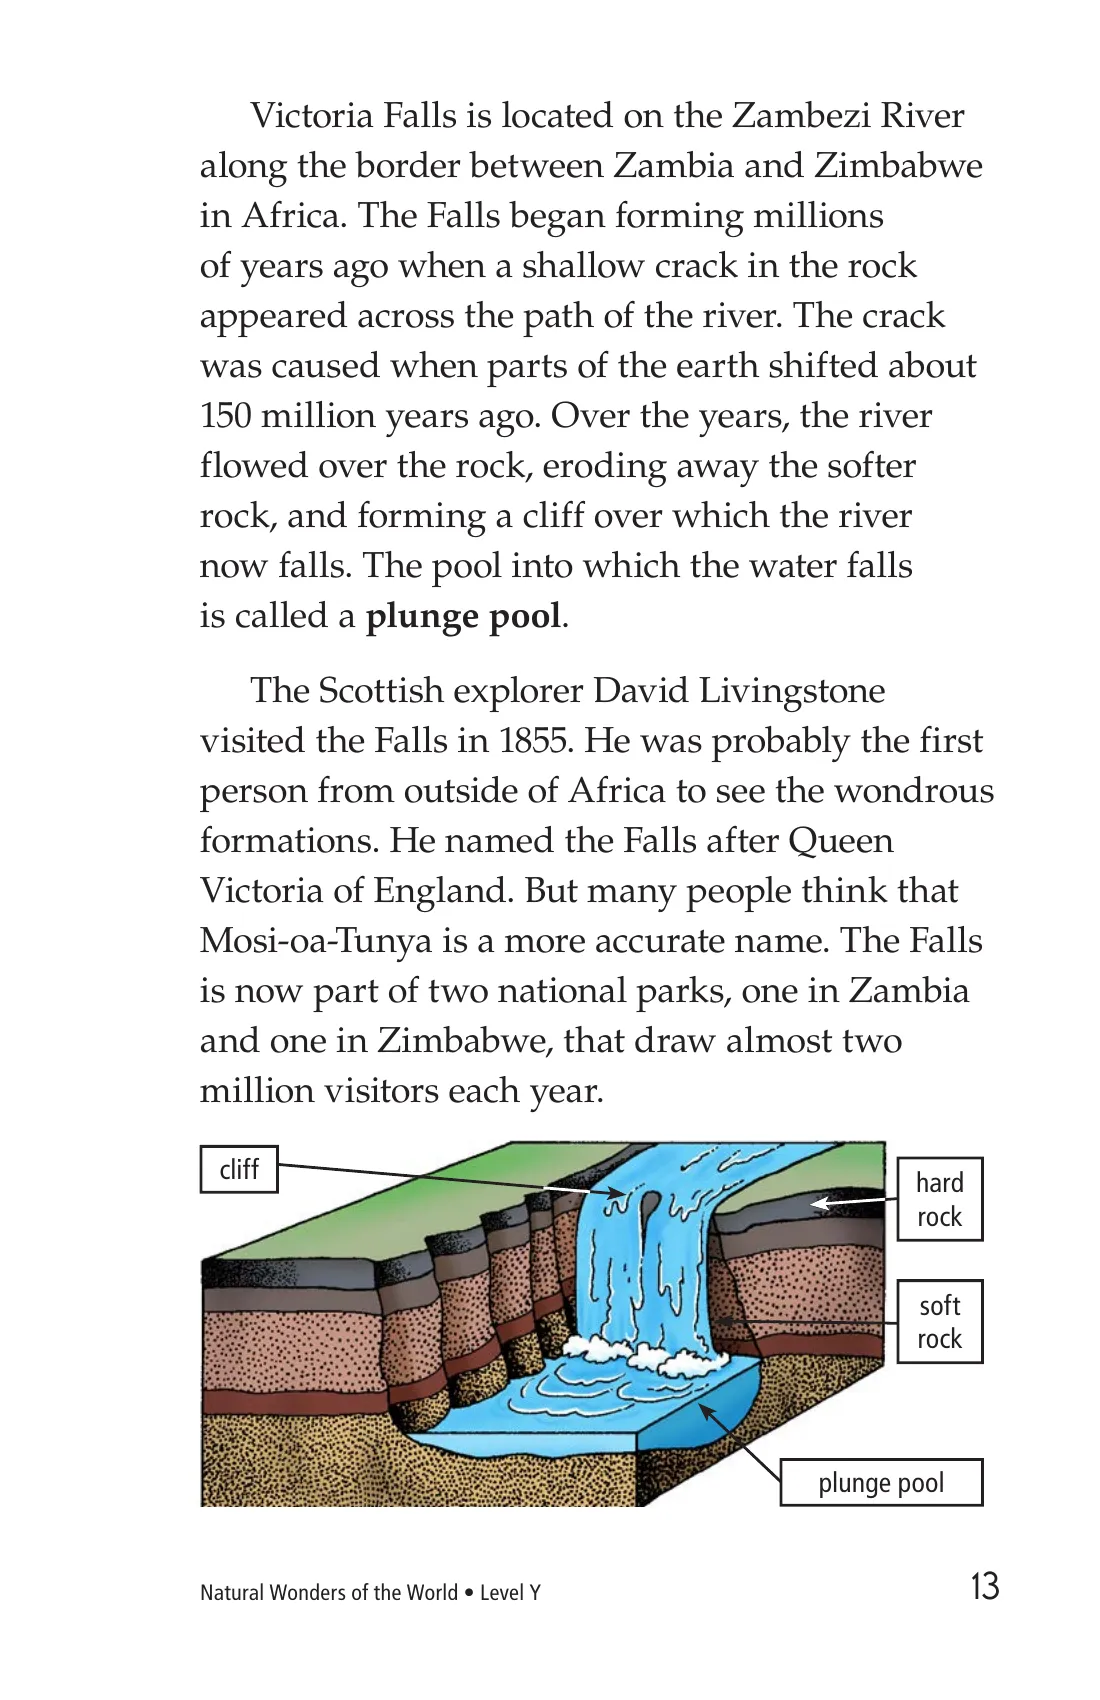 Victoria Falls is located on the Zambezi River
along the border between Zambia and Zimbabwe
in Africa. The Falls began forming millions
of years ago when a shallow crack in the rock
appeared across the path of the river. The crack
was caused when parts of the earth shifted about
150 million years ago. Over the years, the river
flowed over the rock, eroding away the softer
rock, and forming a cliff over which the river
now falls. The pool into which the water falls
is called a plunge pool.
The Scottish explorer David Livingstone
visited the Falls in 1855. He was probably the first
person from outside of Africa to see the wondrous
formations. He named the Falls after Queen
Victoria of England. But many people think that
Mosi-oa-Tunya is a more accurate name. The Falls
is now part of two national parks, one in Zambia
and one in Zimbabwe, that draw almost two
million visitors each year.
cliff
hard
rock
soft
rock
plunge pool
Natural Wonders of the World • Level Y
13